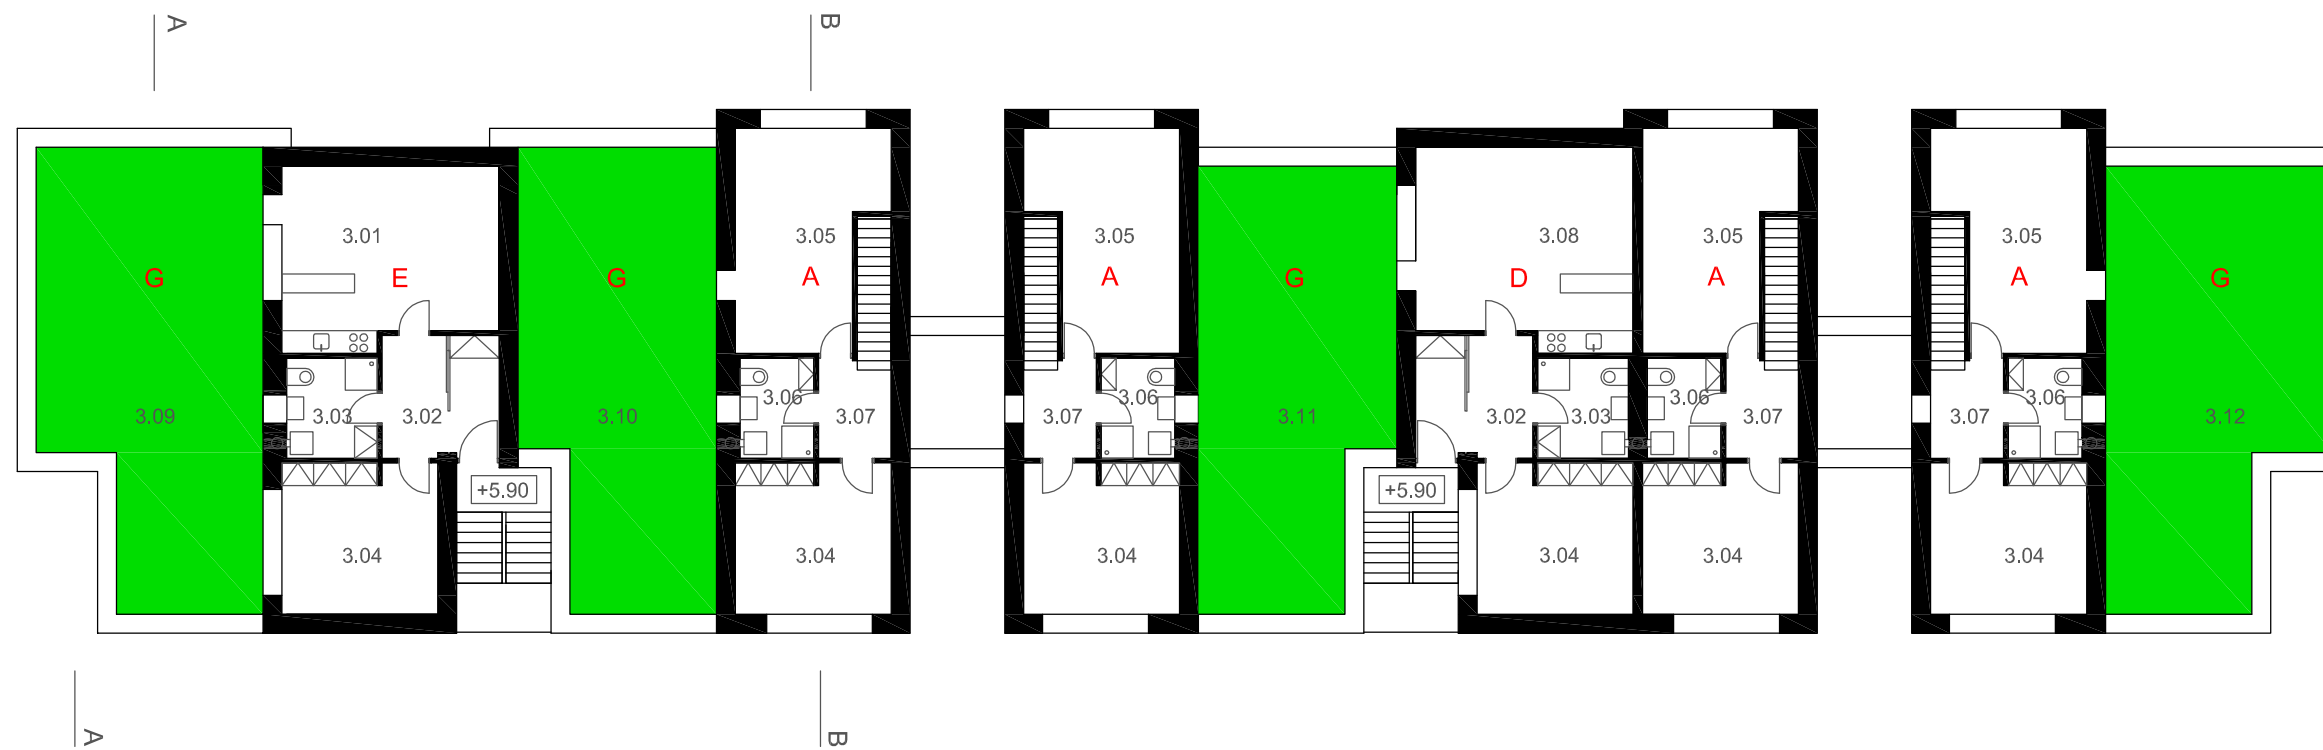 A B
3.01 3.05 3.05 3.08 3.05 3.05
G E G A A G D A A G
3.06 3.06 3.06 3.06
3.09 3.03 3.02 3.10 3.07 3.07 3.11 3.02 3.03 3.07 3.07 3.12
+5.90 +5.90
3.04 3.04 3.04 3.04 3.04 3.04
A B